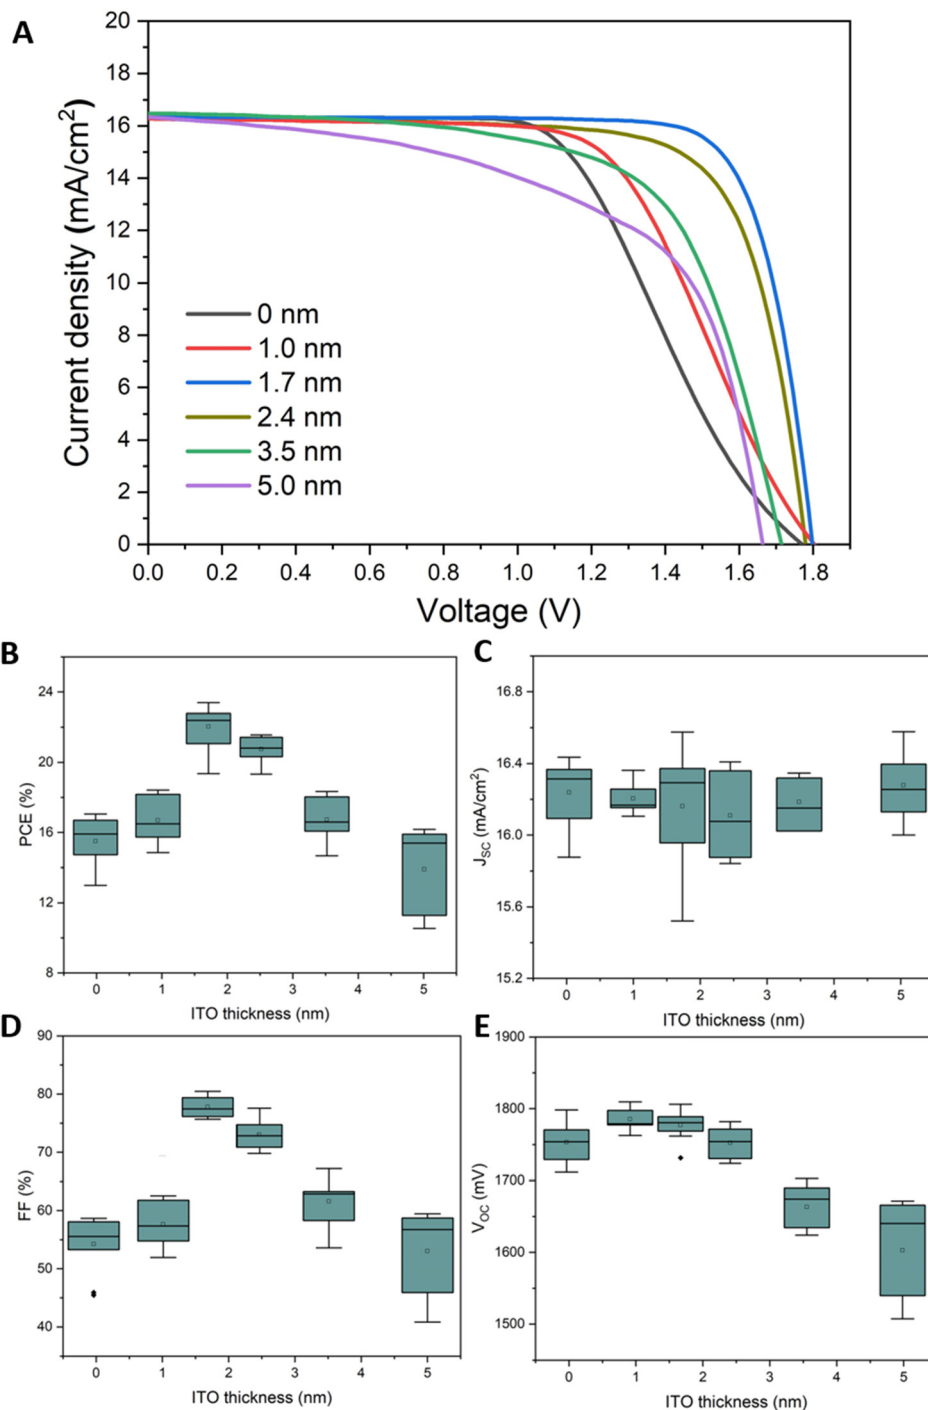 A
Current density (mA/cm²)
20
18
16
14
12
10
8
6
4
2
0
0 nm
1.0 nm
1.7 nm
2.4 nm
3.5 nm
5.0 nm
0.0 0.2 0.4 0.6 0.8 1.0 1.2 1.4 1.6 1.8
Voltage (V)
B
PCE (%)
24
20
16
12
8
0 1 2 3 4 5
ITO thickness (nm)
C
J_SC (mA/cm²)
16.8
16.4
16.0
15.6
15.2
0 1 2 3 4 5
ITO thickness (nm)
D
FF (%)
90
80
70
60
50
40
0 1 2 3 4 5
ITO thickness (nm)
E
V_OC (mV)
1900
1800
1700
1600
1500
0 1 2 3 4 5
ITO thickness (nm)